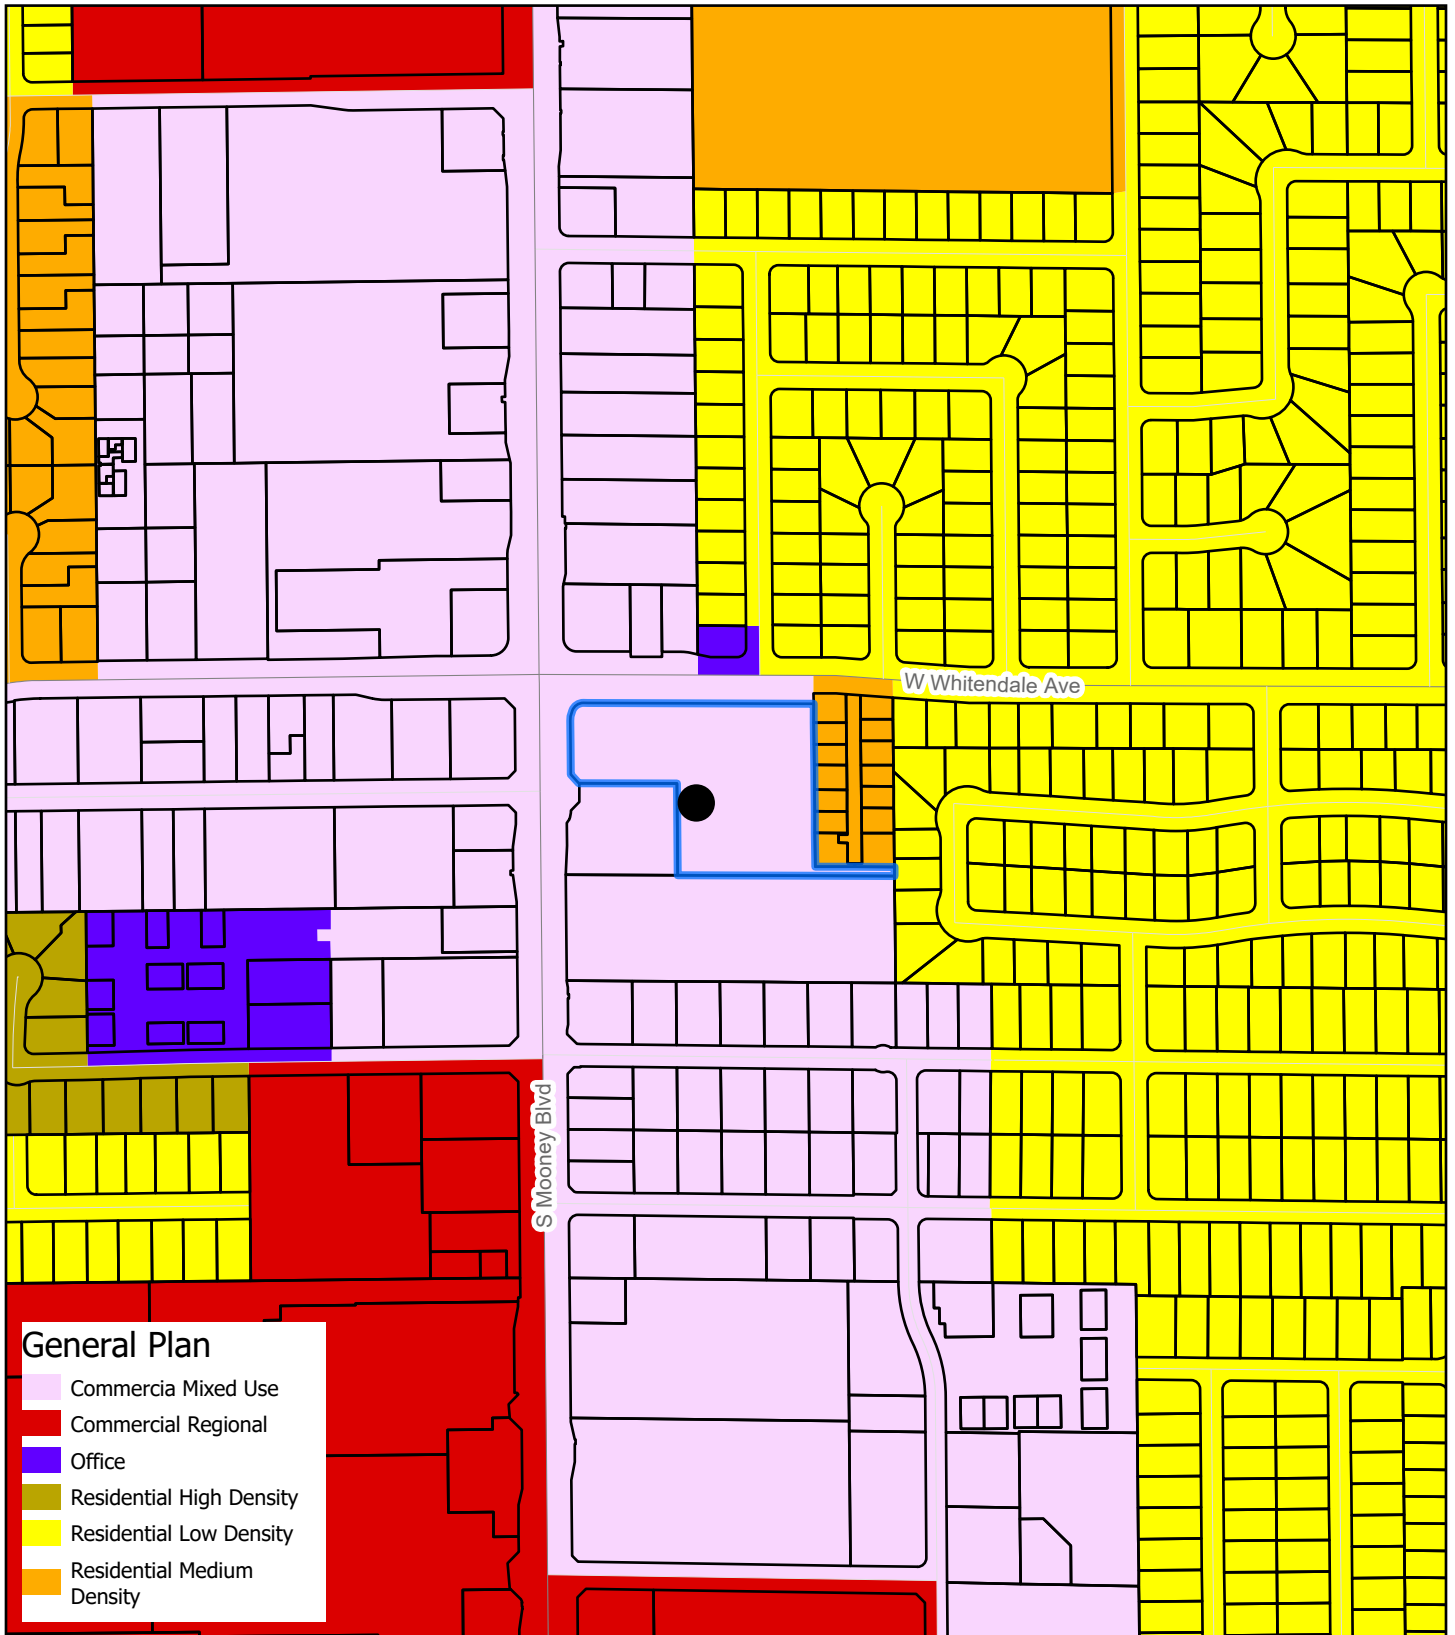 W Whitendale Ave
S Mooney Blvd
General Plan
Commercia Mixed Use
Commercial Regional
Office
Residential High Density
Residential Low Density
Residential Medium
Density